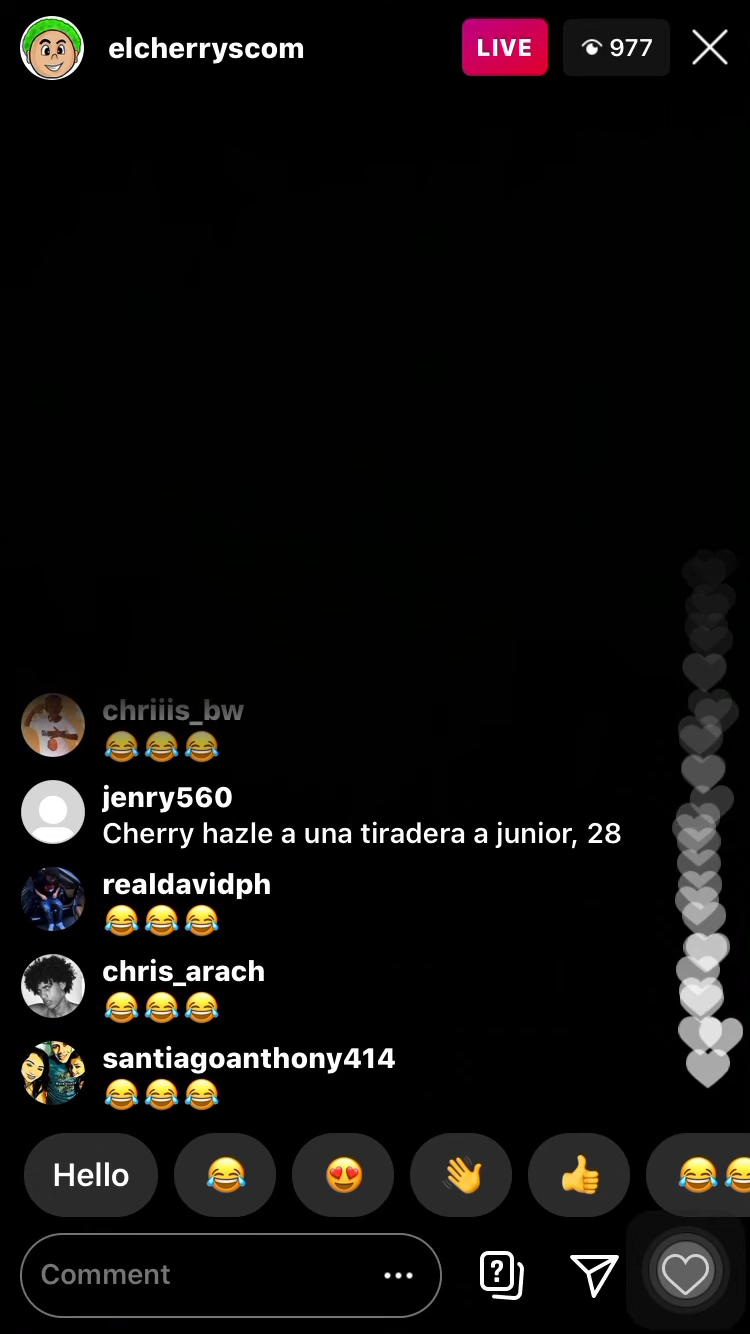 elcherryscom
LIVE
977
chriiis_bw
😂😂😂
jenry560
Cherry hazle a una tiradera a junior, 28
realdavidph
😂😂😂
chris_arach
😂😂😂
santiagoanthony414
😂😂😂
Hello 😂 😍 👋 👍 😂😂
Comment